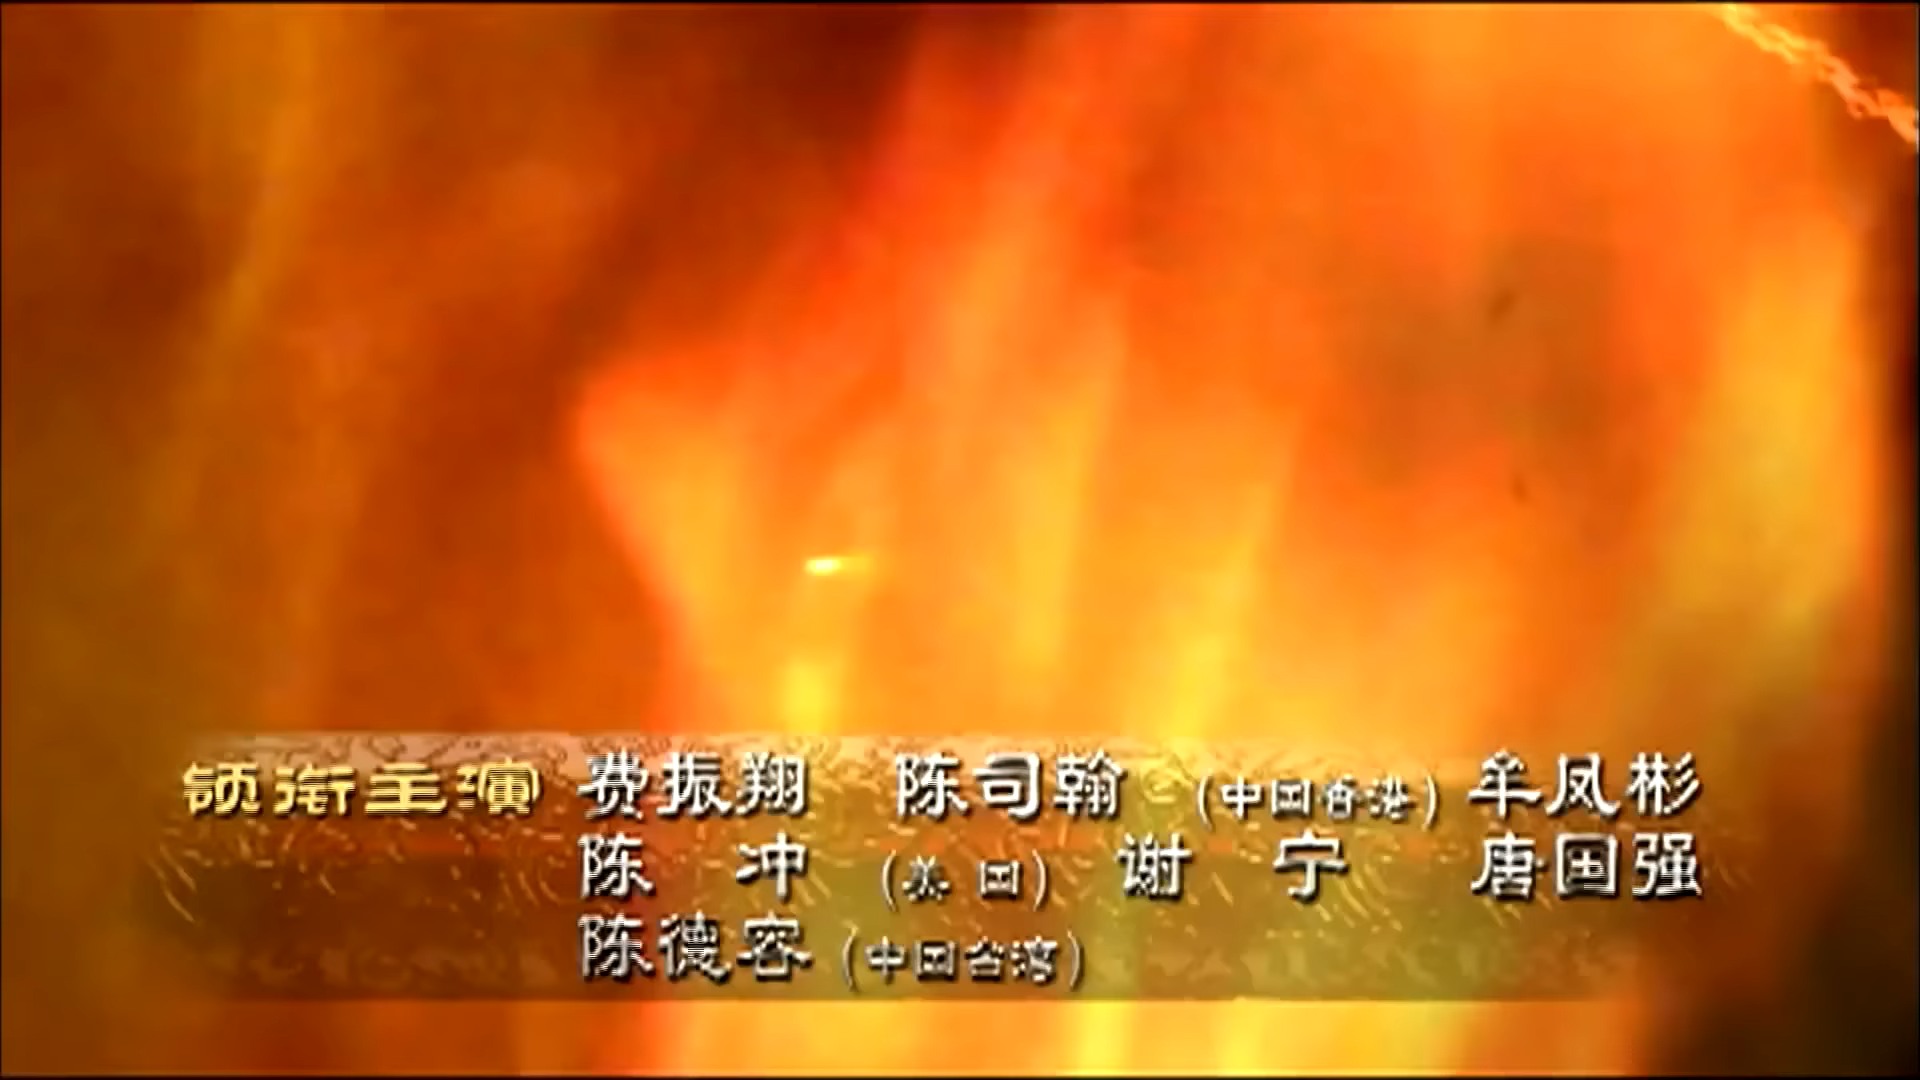 领衔主演 费振翔 陈司翰 (中国香港) 牟凤彬
陈 冲 (美 国) 谢 宁 唐国强
陈德容 (中国台湾)